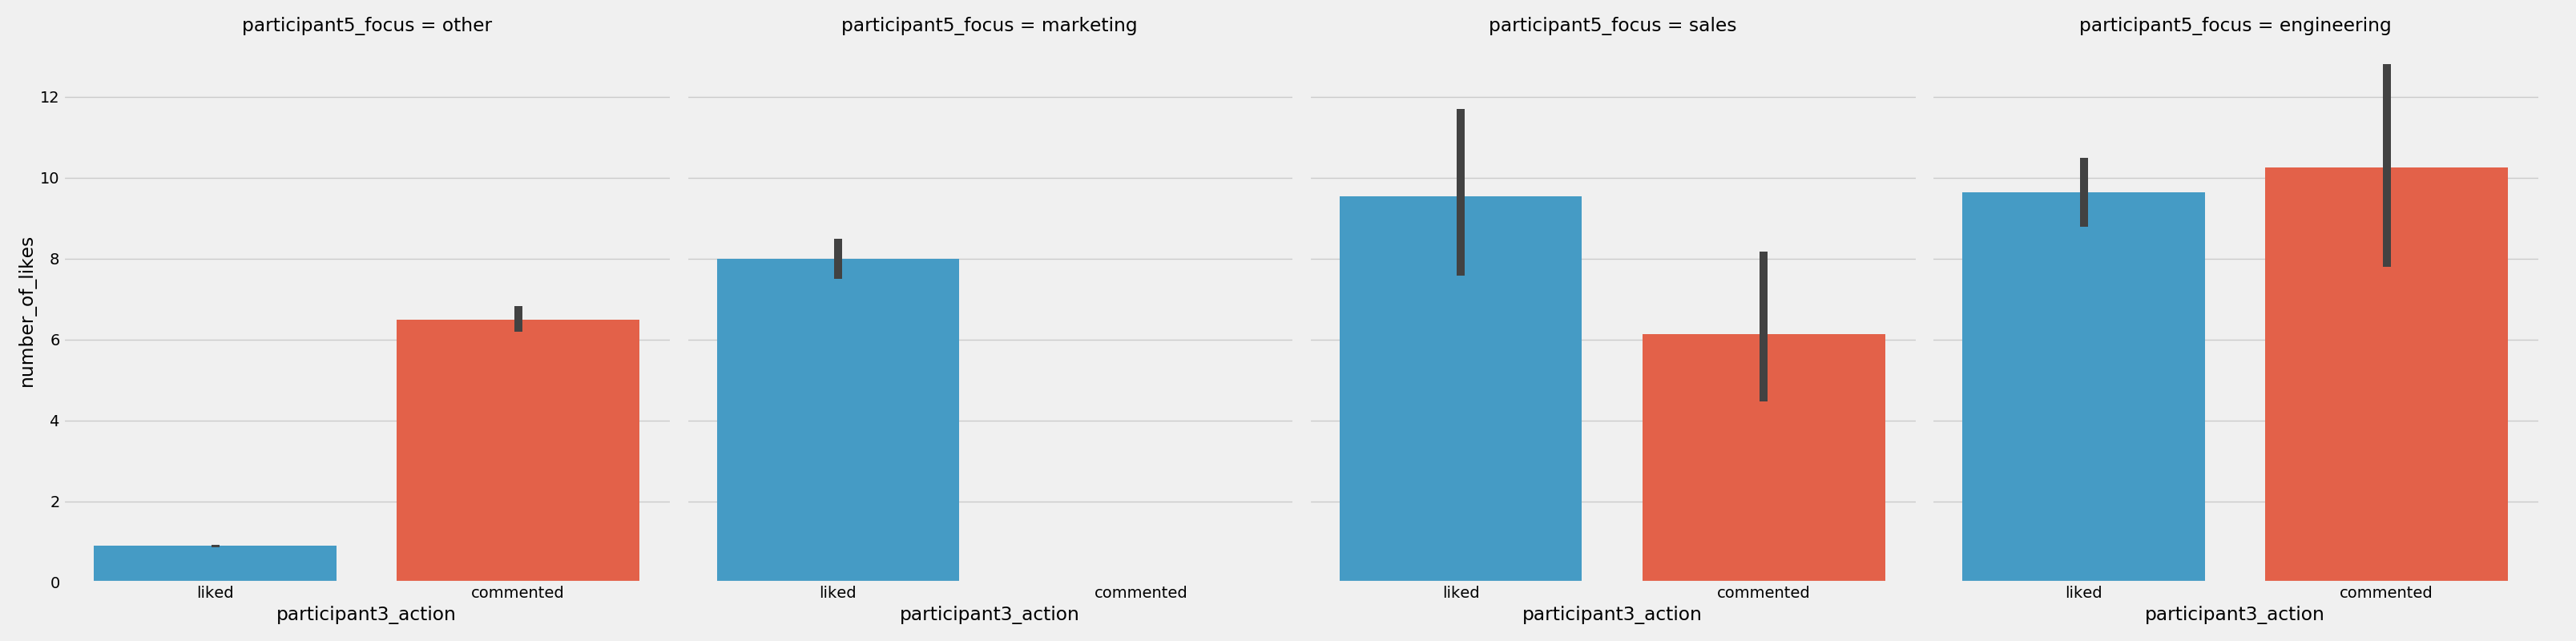 participant5_focus = other
participant5_focus = marketing
participant5_focus = sales
participant5_focus = engineering
number_of_likes
12
10
8
6
4
2
0
liked
commented
liked
commented
liked
commented
liked
commented
participant3_action
participant3_action
participant3_action
participant3_action